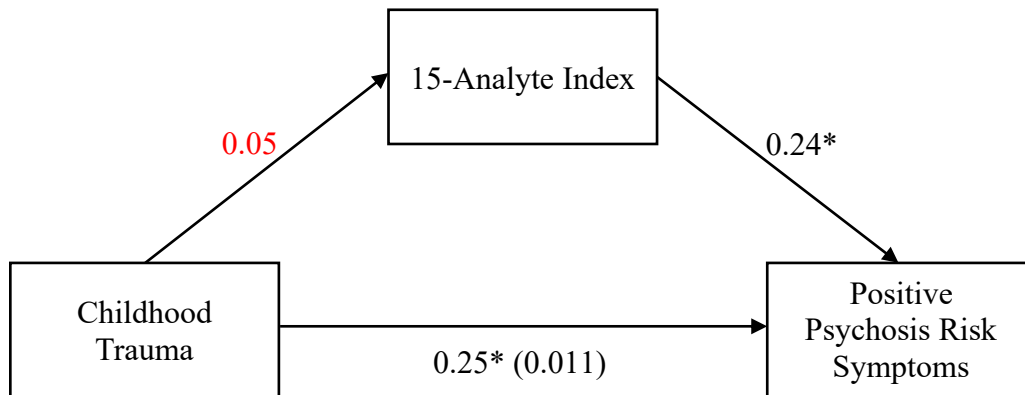 15-Analyte Index
0.05
0.24*
Childhood
Trauma
0.25* (0.011)
Positive
Psychosis Risk
Symptoms